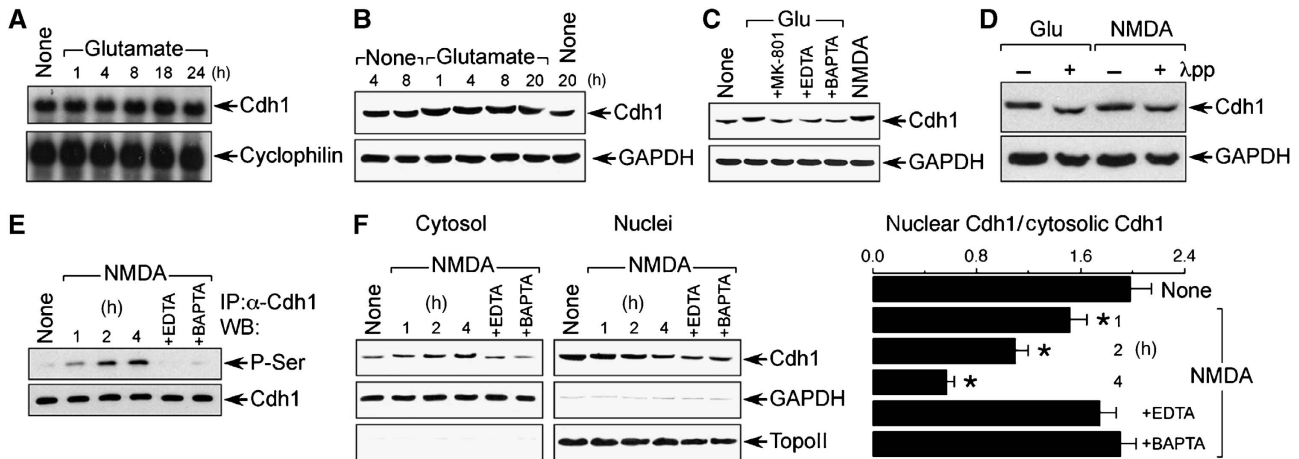 A
None
Glutamate
1 4 8 18 24 (h)
Cdh1
Cyclophilin
B
None Glutamate None
4 8 1 4 8 20 20 (h)
Cdh1
GAPDH
C
Glu
None +MK-801 +EDTA +BAPTA NMDA
Cdh1
GAPDH
D
Glu NMDA
– + – + λpp
Cdh1
GAPDH
E
NMDA
None (h) +EDTA +BAPTA IP:α-Cdh1
1 2 4 WB:
P-Ser
Cdh1
F
Cytosol Nuclei
NMDA NMDA
None (h) +EDTA +BAPTA None (h) +EDTA +BAPTA
1 2 4 1 2 4
Cdh1
GAPDH
TopoII
Nuclear Cdh1/cytosolic Cdh1
0.0 0.8 1.6 2.4
None
* 1
* 2 (h)
* 4
NMDA
+EDTA
+BAPTA